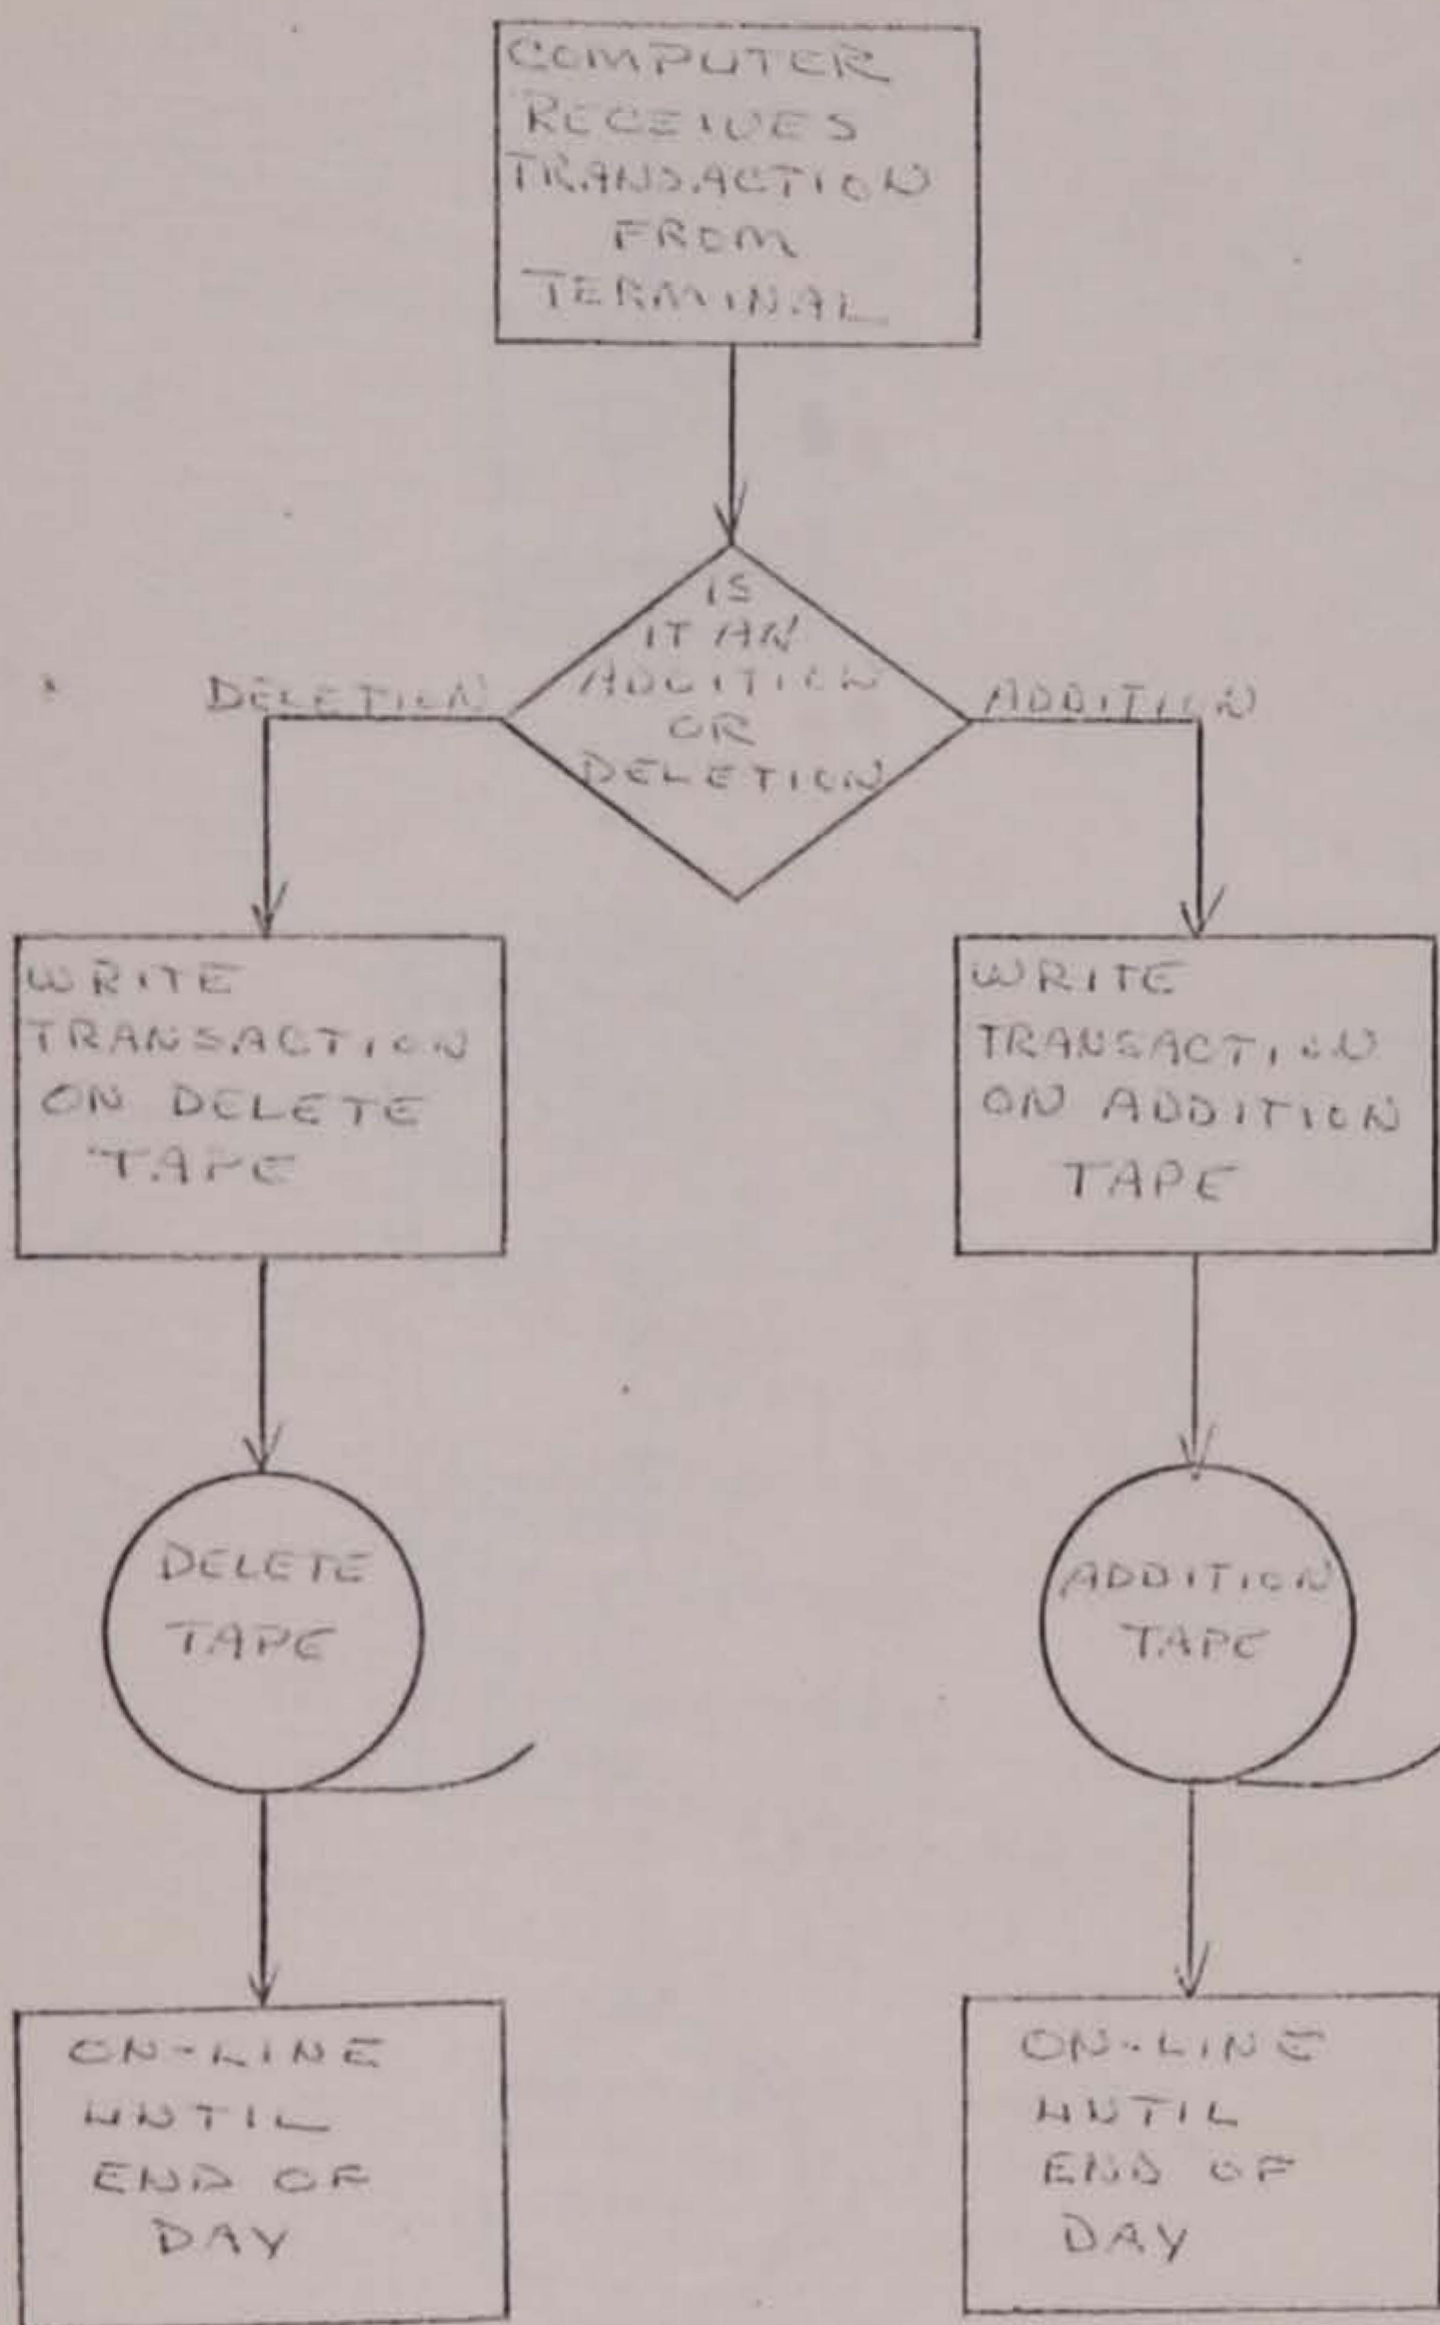 COMPUTER
RECEIVES
TRANSACTION
FROM
TERMINAL
IS
IT AN
ADDITION
OR
DELETION
DELETION
ADDITION
WRITE
TRANSACTION
ON DELETE
TAPE
WRITE
TRANSACTION
ON ADDITION
TAPE
DELETE
TAPE
ADDITION
TAPE
ON-LINE
UNTIL
END OF
DAY
ON-LINE
UNTIL
END OF
DAY